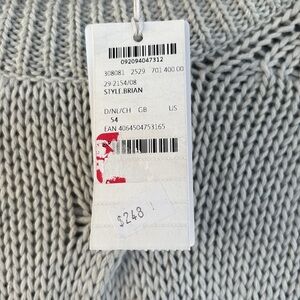 092094047312
308081 2529 701 400 00
29 2154/08
STYLE.BRIAN
D/NL/CH GB US
54
EAN 4064504753165
$248